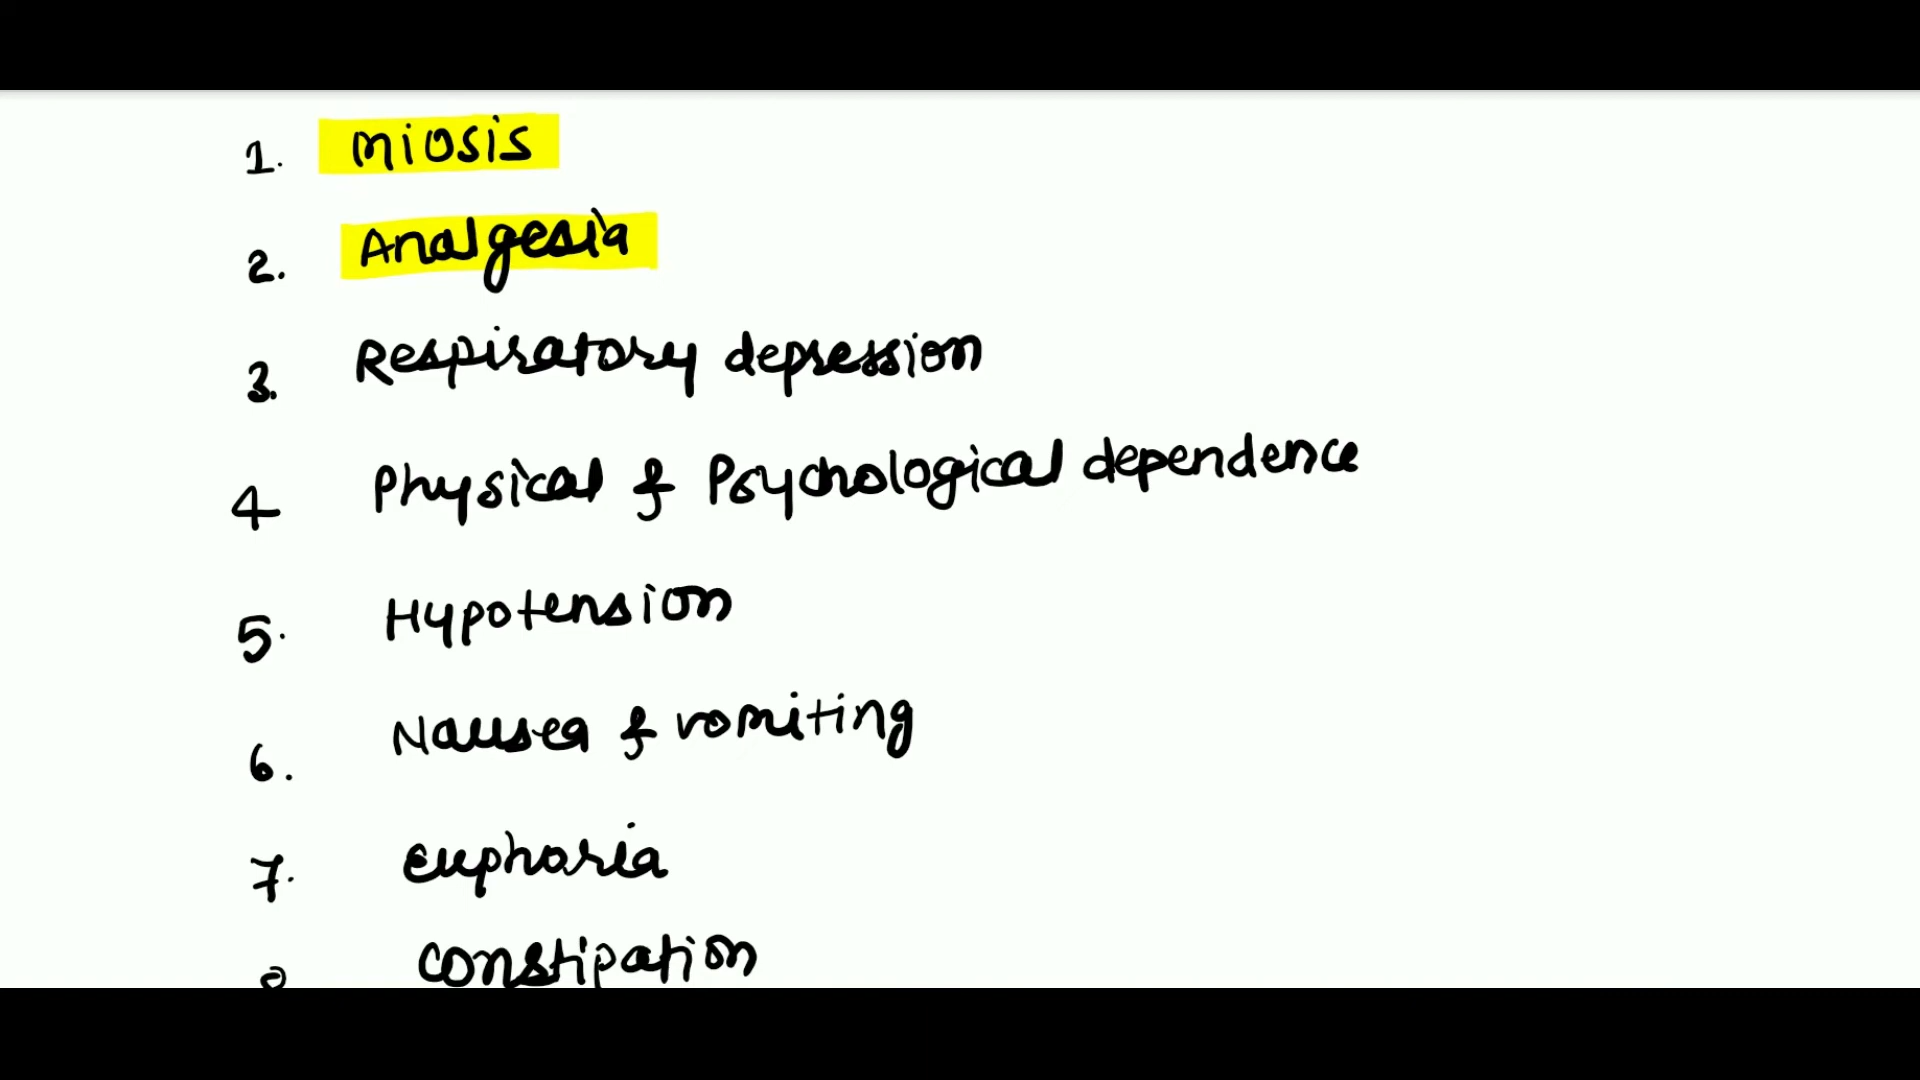 1. Miosis
2. Analgesia
3. Respiratory depression
4 Physical & Psychological dependence
5. Hypotension
6. Nausea & vomiting
7. Euphoria
8 Constipation